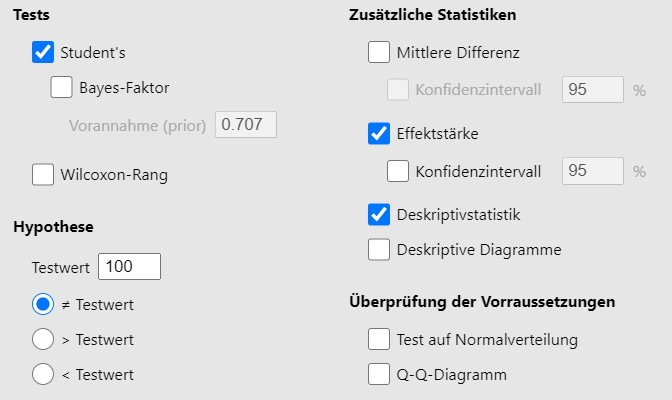 Tests
Student's
Bayes-Faktor
Vorannahme (prior) 0.707
Wilcoxon-Rang
Hypothese
Testwert 100
≠ Testwert
> Testwert
< Testwert
Zusätzliche Statistiken
Mittlere Differenz
Konfidenzintervall 95 %
Effektstärke
Konfidenzintervall 95 %
Deskriptivstatistik
Deskriptive Diagramme
Überprüfung der Vorraussetzungen
Test auf Normalverteilung
Q-Q-Diagramm